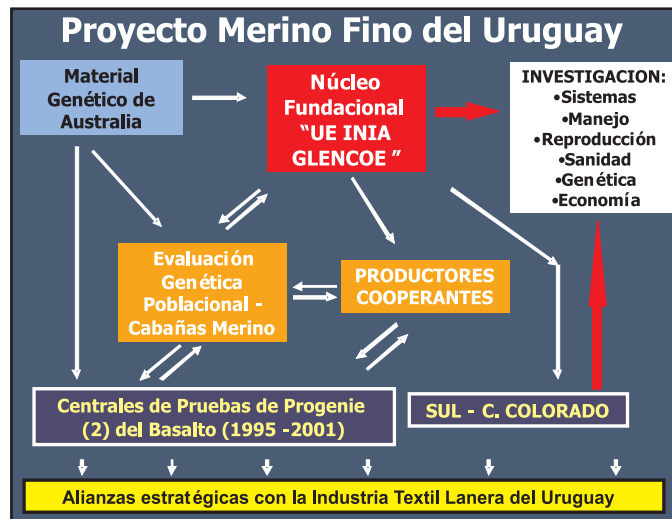 Proyecto Merino Fino del Uruguay
Material
Genético de
Australia
Núcleo
Fundacional
“UE INIA
GLENCOE ”
INVESTIGACION:
•Sistemas
•Manejo
•Reproducción
•Sanidad
•Genética
•Economía
Evaluación
Genética
Poblacional -
Cabañas Merino
PRODUCTORES
COOPERANTES
Centrales de Pruebas de Progenie
(2) del Basalto (1995 -2001)
SUL - C. COLORADO
Alianzas estratégicas con la Industria Textil Lanera del Uruguay